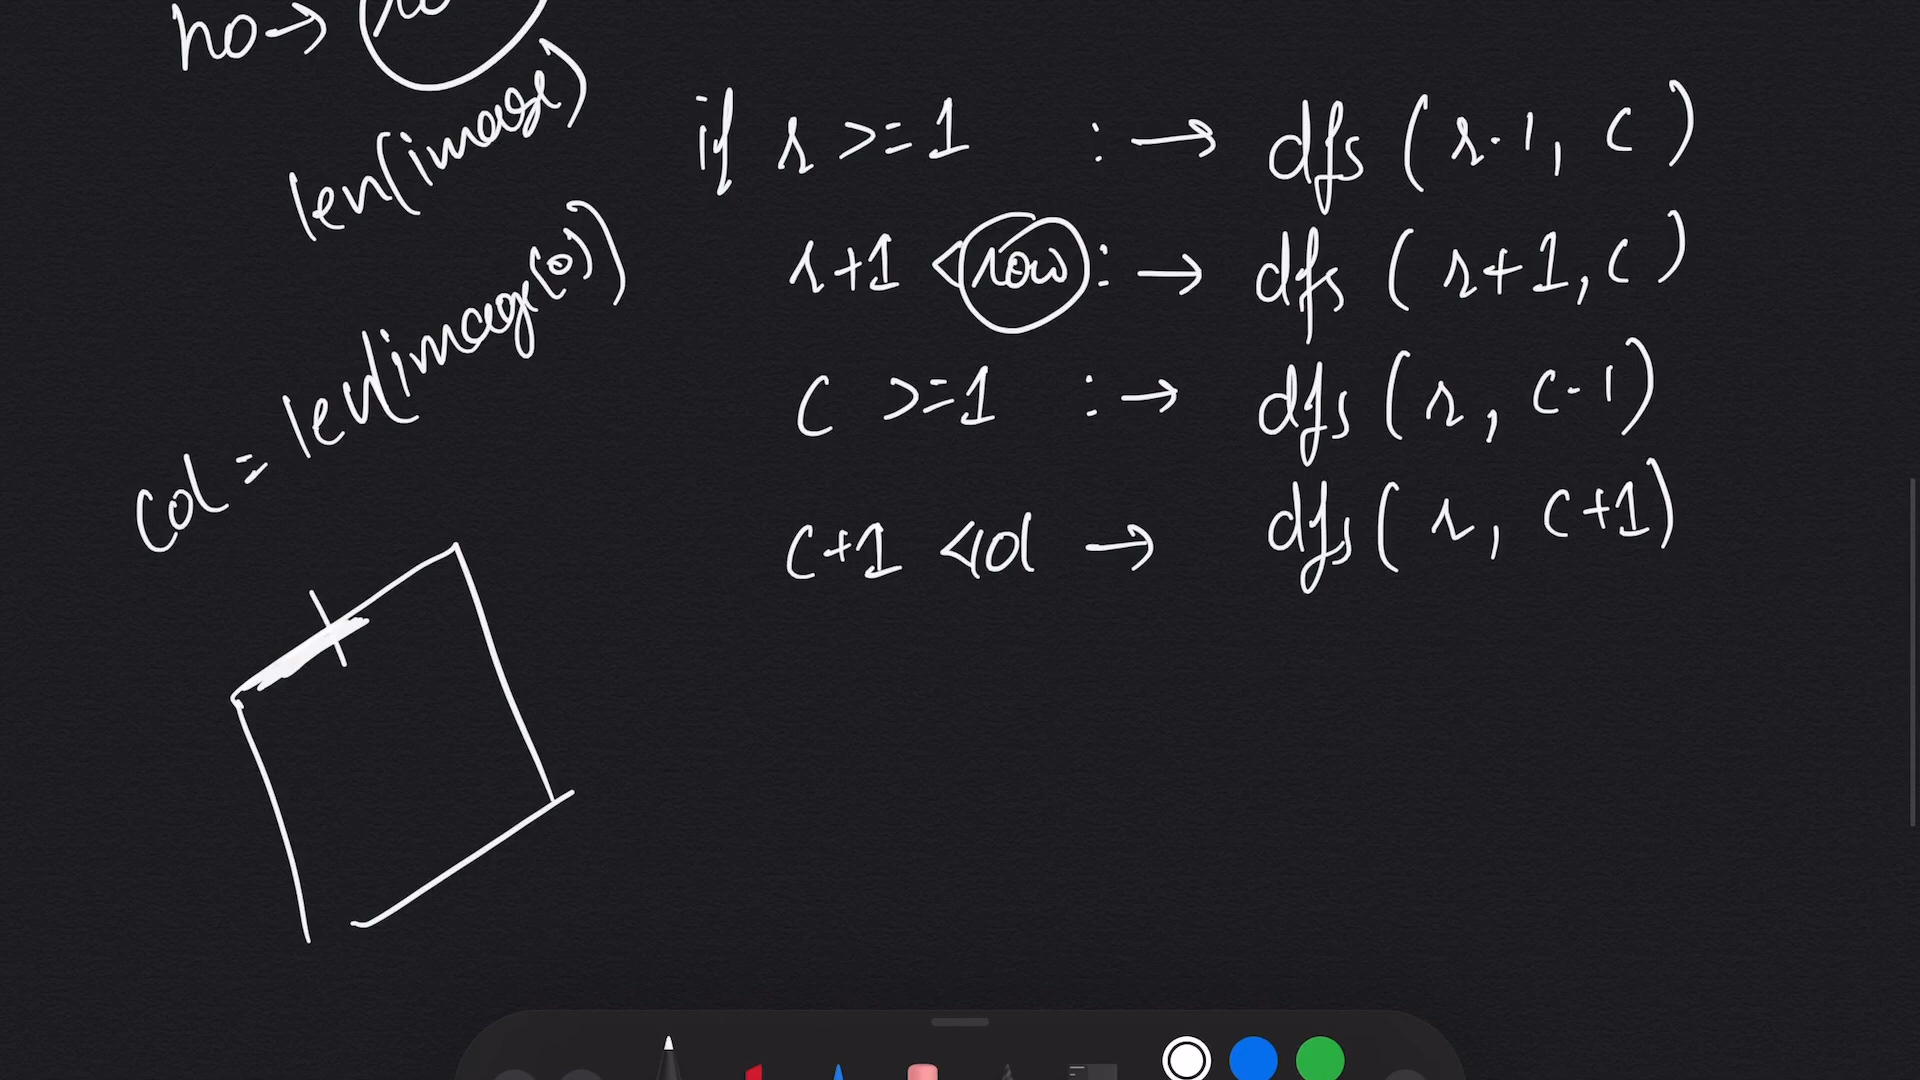 no →
len(image)
col = len(image(0))
if r >= 1 : → dfs ( r-1, c )
r+1 < row : → dfs ( r+1, c )
c >= 1 : → dfs ( r, c-1 )
c+1 < col → dfs ( r, c+1 )